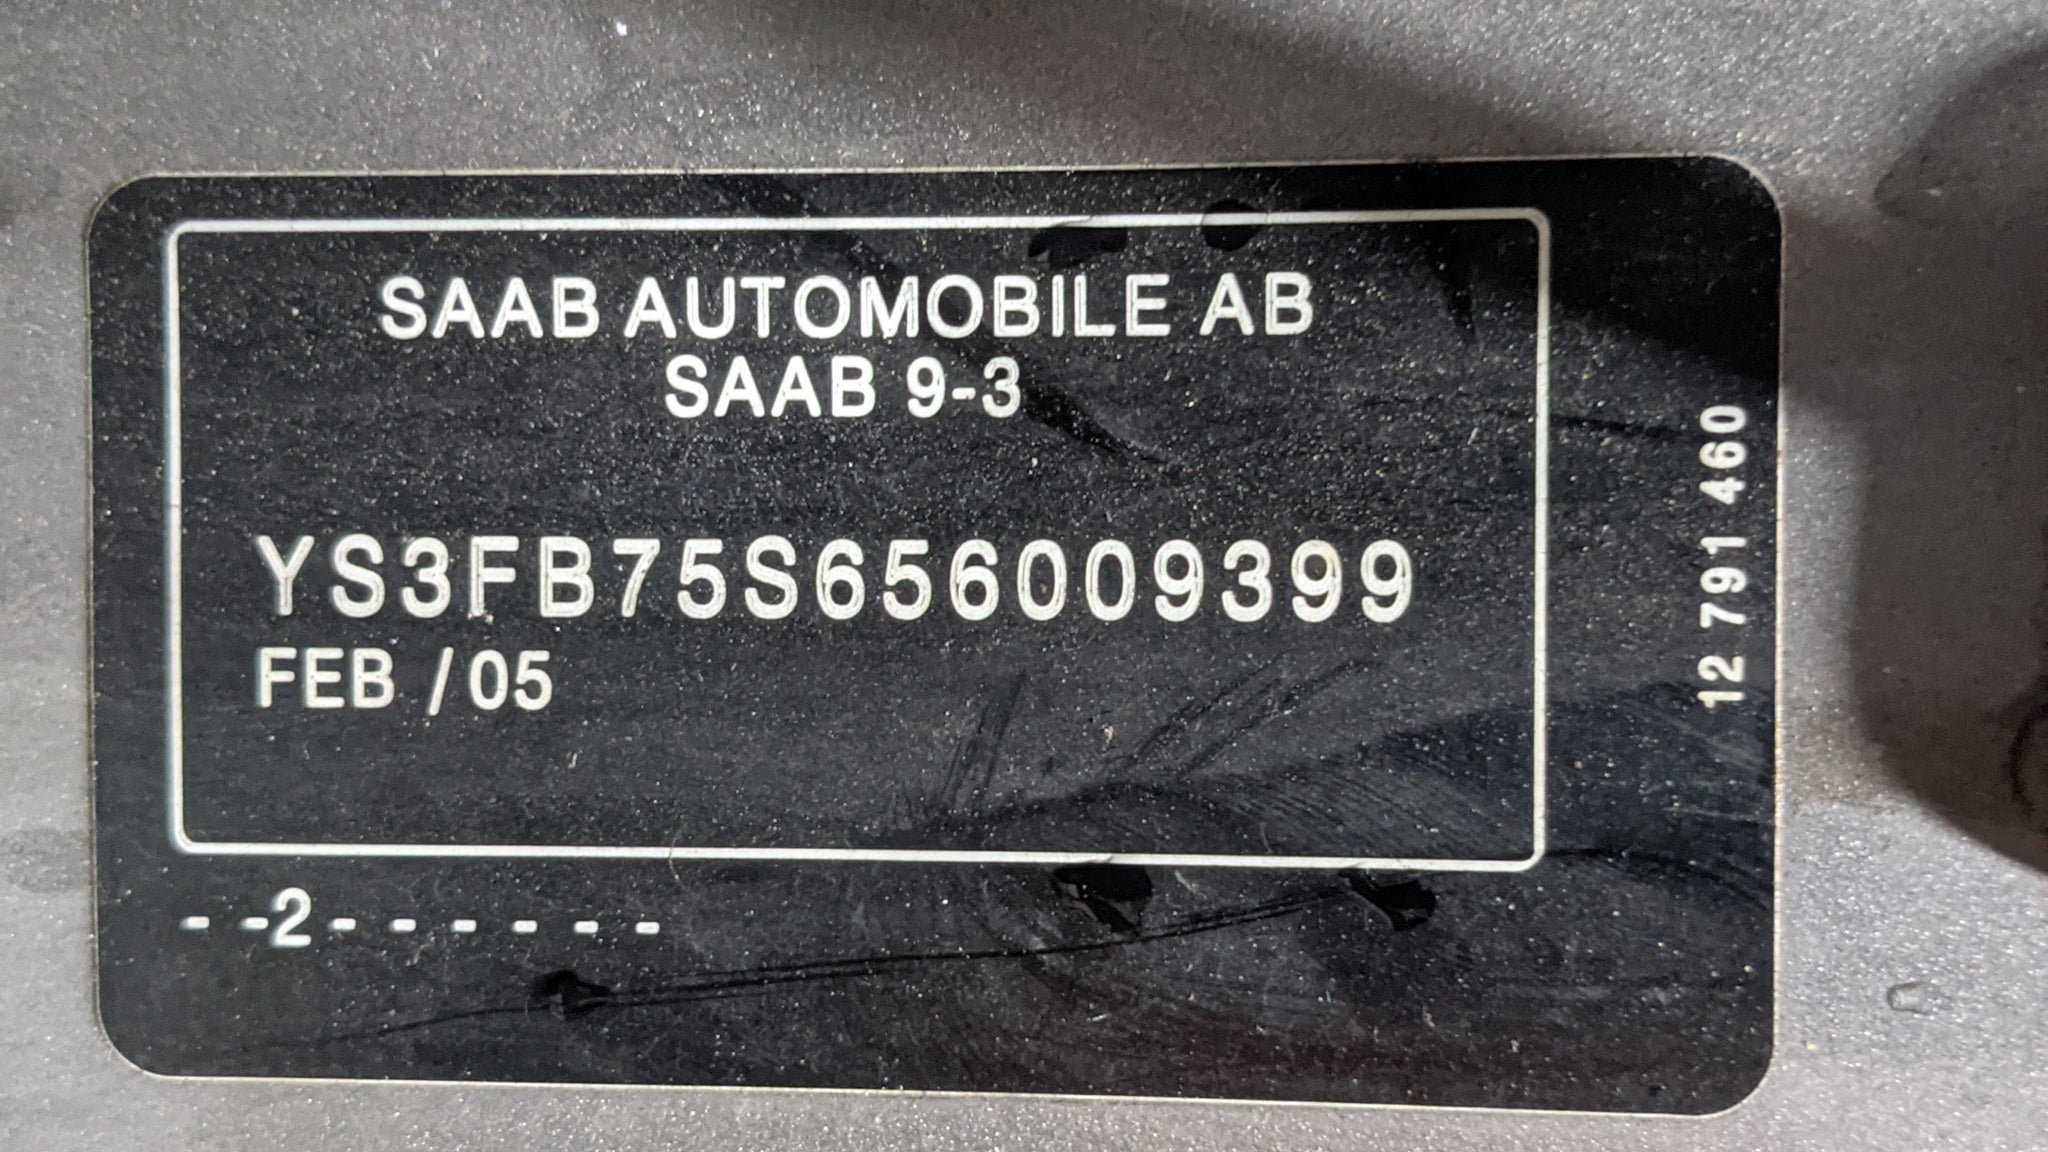 SAAB AUTOMOBILE AB
SAAB 9-3
YS3FB75S656009399
FEB /05
- -2- - - - - -
12 791 460